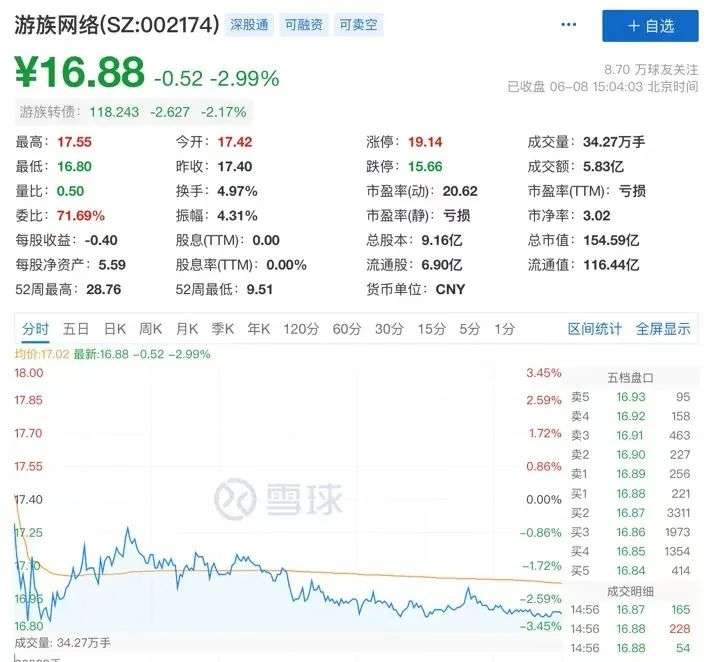 游族网络(SZ:002174) 深股通 可融资 可卖空 ··· + 自选
¥16.88 -0.52 -2.99%
8.70 万球友关注
已收盘 06-08 15:04:03 北京时间
游族转债: 118.243 -2.627 -2.17%
最高: 17.55 今开: 17.42 涨停: 19.14 成交量: 34.27万手
最低: 16.80 昨收: 17.40 跌停: 15.66 成交额: 5.83亿
量比: 0.50 换手: 4.97% 市盈率(动): 20.62 市盈率(TTM): 亏损
委比: 71.69% 振幅: 4.31% 市盈率(静): 亏损 市净率: 3.02
每股收益: -0.40 股息(TTM): 0.00 总股本: 9.16亿 总市值: 154.59亿
每股净资产: 5.59 股息率(TTM): 0.00% 流通股: 6.90亿 流通值: 116.44亿
52周最高: 28.76 52周最低: 9.51 货币单位: CNY
分时 五日 日K 周K 月K 季K 年K 120分 60分 30分 15分 5分 1分 区间统计 全屏显示
均价:17.02 最新:16.88 -0.52 -2.99%
18.00 3.45%
17.85 2.59%
17.70 1.72%
17.55 0.86%
17.40 0.00%
17.25 -0.86%
17.10 -1.72%
16.95 -2.59%
16.80 -3.45%
雪球
成交量: 34.27万手
五档盘口
卖5 16.93 95
卖4 16.92 158
卖3 16.91 463
卖2 16.90 227
卖1 16.89 256
买1 16.88 221
买2 16.87 3311
买3 16.86 1973
买4 16.85 1354
买5 16.84 414
成交明细
14:56 16.87 165
14:56 16.88 228
14:56 16.88 54